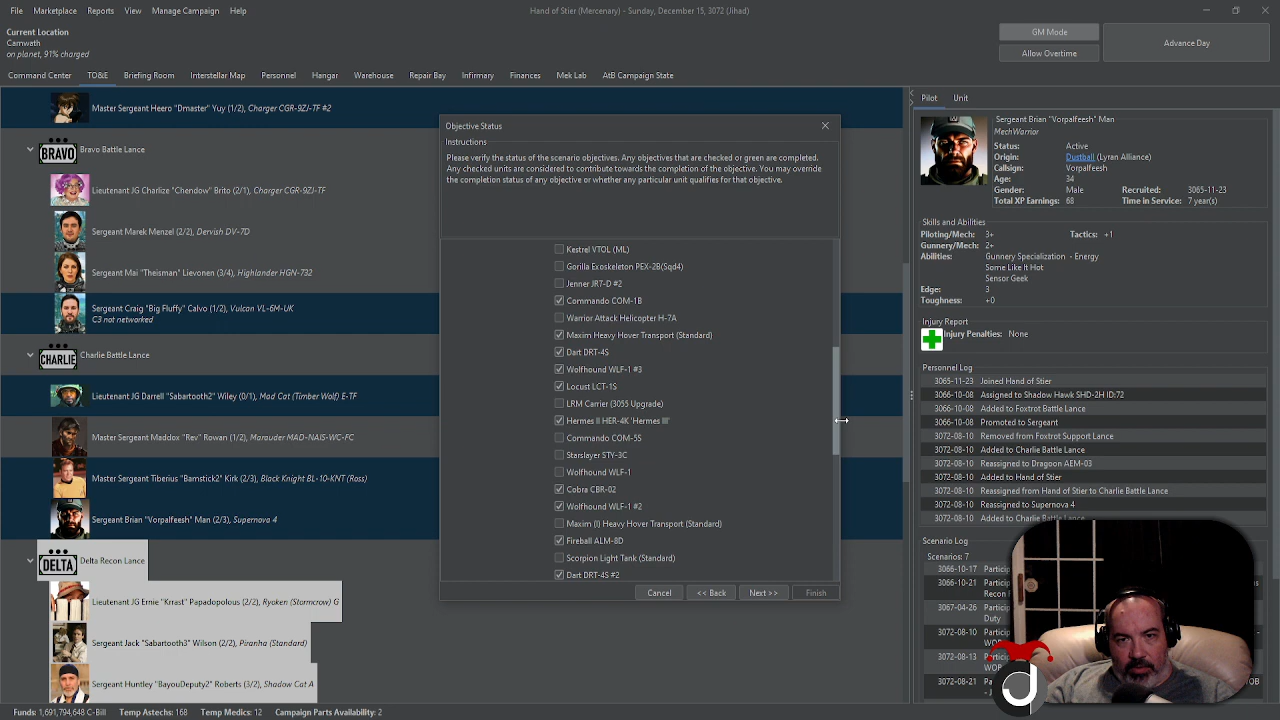 File Marketplace Reports View Manage Campaign Help
Hand of Stier (Mercenary) - Sunday, December 15, 3072 (Jihad)
Current Location
Carnwath
on planet, 91% charged
GM Mode
Allow Overtime
Advance Day
Command Center TO&E Briefing Room Interstellar Map Personnel Hangar Warehouse Repair Bay Infirmary Finances Mek Lab AtB Campaign State
Master Sergeant Heero "Dmaster" Yuy (1/2), Charger CGR-9ZJ-TF #2
BRAVO
Bravo Battle Lance
Lieutenant JG Charlize "Chendow" Brito (2/1), Charger CGR-9ZJ-TF
Sergeant Marek Menzel (2/2), Dervish DV-7D
Sergeant Mai "Theisman" Lievonen (3/4), Highlander HGN-732
Sergeant Craig "Big Fluffy" Calvo (1/2), Vulcan VL-6M-UK
C3 not networked
CHARLIE
Charlie Battle Lance
Lieutenant JG Darrell "Sabartooth2" Wiley (0/1), Mad Cat (Timber Wolf) E-TF
Master Sergeant Maddox "Rev" Rowan (1/2), Marauder MAD-NAIS-WC-FC
Master Sergeant Tiberius "Bamstick2" Kirk (2/3), Black Knight BL-10-KNT (Ross)
Sergeant Brian "Vorpalfeesh" Man (2/3), Supernova 4
DELTA
Delta Recon Lance
Lieutenant JG Ernie "Krrast" Papadopolous (2/2), Ryoken (Stormcrow) G
Sergeant Jack "Sabartooth3" Wilson (2/2), Piranha (Standard)
Sergeant Huntley "BayouDeputy2" Roberts (3/2), Shadow Cat A
Objective Status
Instructions
Please verify the status of the scenario objectives. Any objectives that are checked or green are completed.
Any checked units are considered to contribute towards the completion of the objective. You may override
the completion status of any objective or whether any particular unit qualifies for that objective.
Kestrel VTOL (ML)
Gorilla Exoskeleton PEX-2B(Sqd4)
Jenner JR7-D #2
Commando COM-1B
Warrior Attack Helicopter H-7A
Maxim Heavy Hover Transport (Standard)
Dart DRT-4S
Wolfhound WLF-1 #3
Locust LCT-1S
LRM Carrier (3055 Upgrade)
Hermes II HER-4K 'Hermes III'
Commando COM-5S
Starslayer STY-3C
Wolfhound WLF-1
Cobra CBR-02
Wolfhound WLF-1 #2
Maxim (I) Heavy Hover Transport (Standard)
Fireball ALM-8D
Scorpion Light Tank (Standard)
Dart DRT-4S #2
Cancel << Back Next >> Finish
Pilot Unit
Sergeant Brian "Vorpalfeesh" Man
MechWarrior
Status: Active
Origin: Dustball (Lyran Alliance)
Callsign: Vorpalfeesh
Age: 34
Gender: Male Recruited: 3065-11-23
Total XP Earnings: 68 Time in Service: 7 year(s)
Skills and Abilities
Piloting/Mech: 3+ Tactics: +1
Gunnery/Mech: 2+
Abilities: Gunnery Specialization - Energy
Some Like It Hot
Sensor Geek
Edge: 3
Toughness: +0
Injury Report
Injury Penalties: None
Personnel Log
3065-11-23 Joined Hand of Stier
3066-10-08 Assigned to Shadow Hawk SHD-2H ID:72
3066-10-08 Added to Foxtrot Battle Lance
3066-10-08 Promoted to Sergeant
3072-08-10 Removed from Foxtrot Support Lance
3072-08-10 Added to Charlie Battle Lance
3072-08-10 Reassigned to Dragoon AEM-03
3072-08-10 Added to Hand of Stier
3072-08-10 Reassigned from Hand of Stier to Charlie Battle Lance
3072-08-10 Reassigned to Supernova 4
3072-08-10 Added to Charlie Battle Lance
Scenario Log
Scenarios: 7
3066-10-17 Partic
3066-10-21 Partic
Recon
3067-04-26 Partic
Duty
3072-08-10 Partic
WOB
3072-08-13 Partic
WOB
3072-08-21 Partic
Funds: 1,691,794,648 C-Bill Temp Astechs: 168 Temp Medics: 12 Campaign Parts Availability: 2